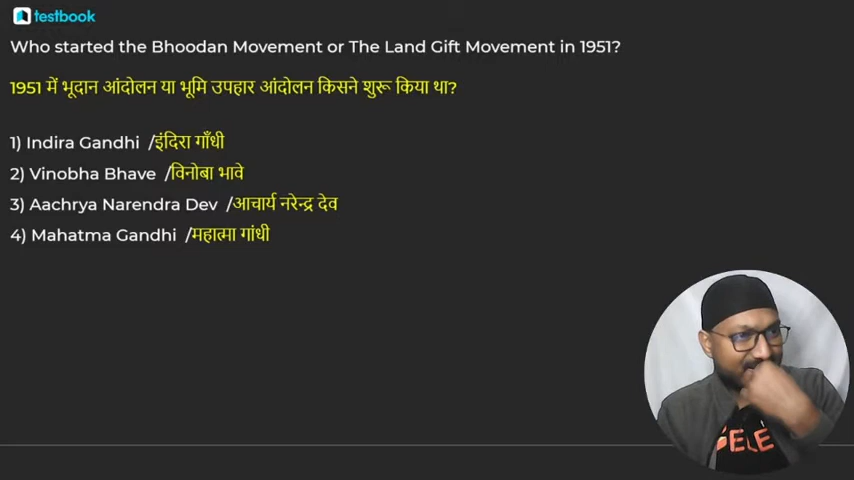 testbook
Who started the Bhoodan Movement or The Land Gift Movement in 1951?
1951 में भूदान आंदोलन या भूमि उपहार आंदोलन किसने शुरू किया था?
1) Indira Gandhi /इंदिरा गाँधी
2) Vinobha Bhave /विनोबा भावे
3) Aachrya Narendra Dev /आचार्य नरेन्द्र देव
4) Mahatma Gandhi /महात्मा गांधी